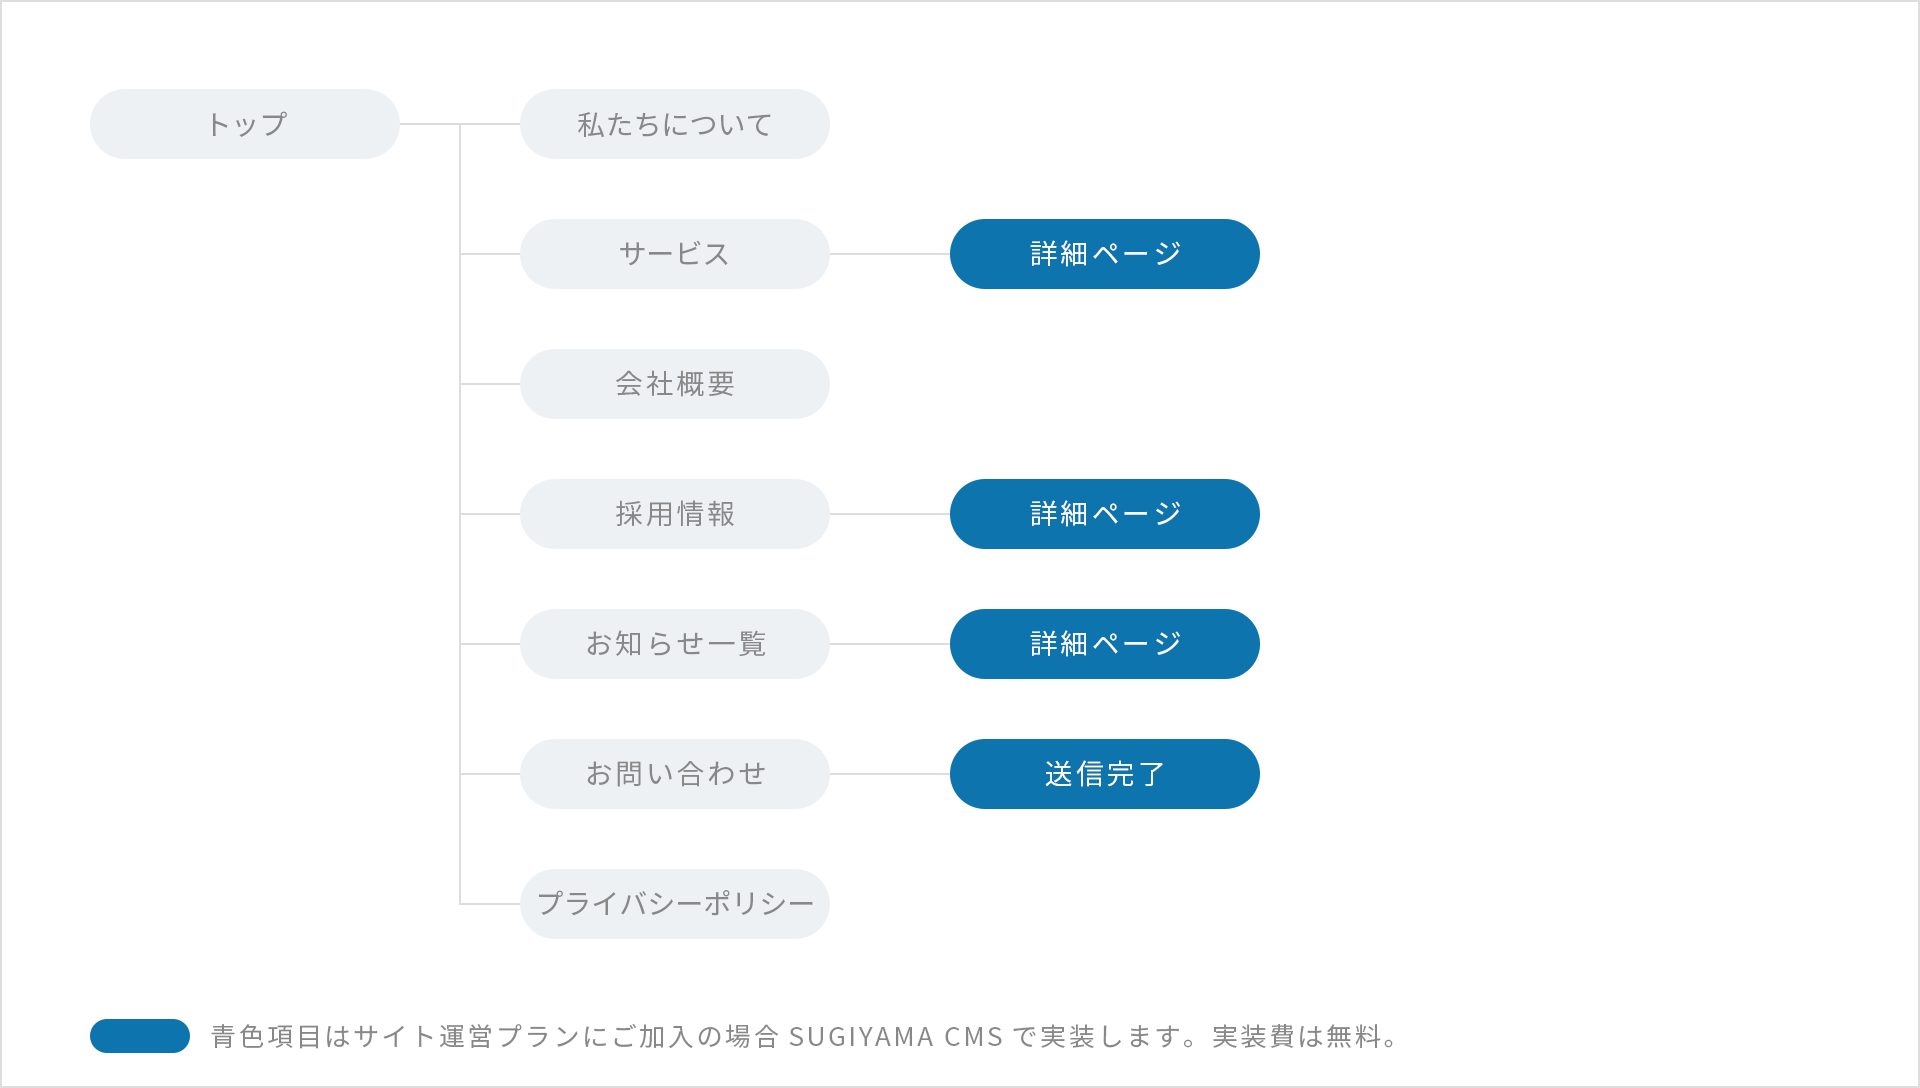 トップ
私たちについて
サービス
詳細ページ
会社概要
採用情報
詳細ページ
お知らせ一覧
詳細ページ
お問い合わせ
送信完了
プライバシーポリシー
青色項目はサイト運営プランにご加入の場合 SUGIYAMA CMS で実装します。実装費は無料。